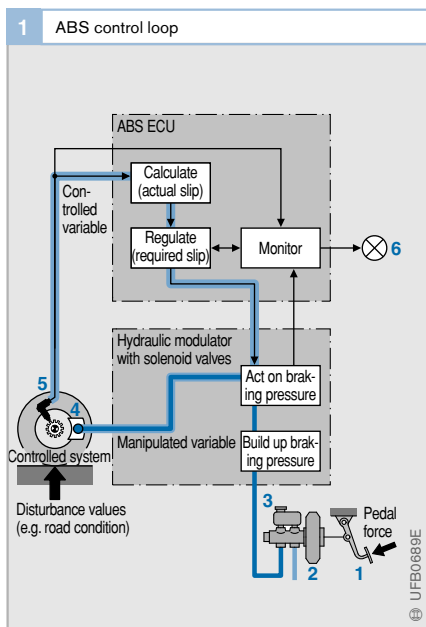 1 ABS control loop
ABS ECU
Calculate
(actual slip)
Con-
trolled
variable
Regulate
(required slip)
Monitor
6
Hydraulic modulator
with solenoid valves
Act on brak-
ing pressure
5
4
Manipulated variable
Build up brak-
ing pressure
Controlled system
Disturbance values
(e.g. road condition)
3
Pedal
force
2
1
UFB0689E